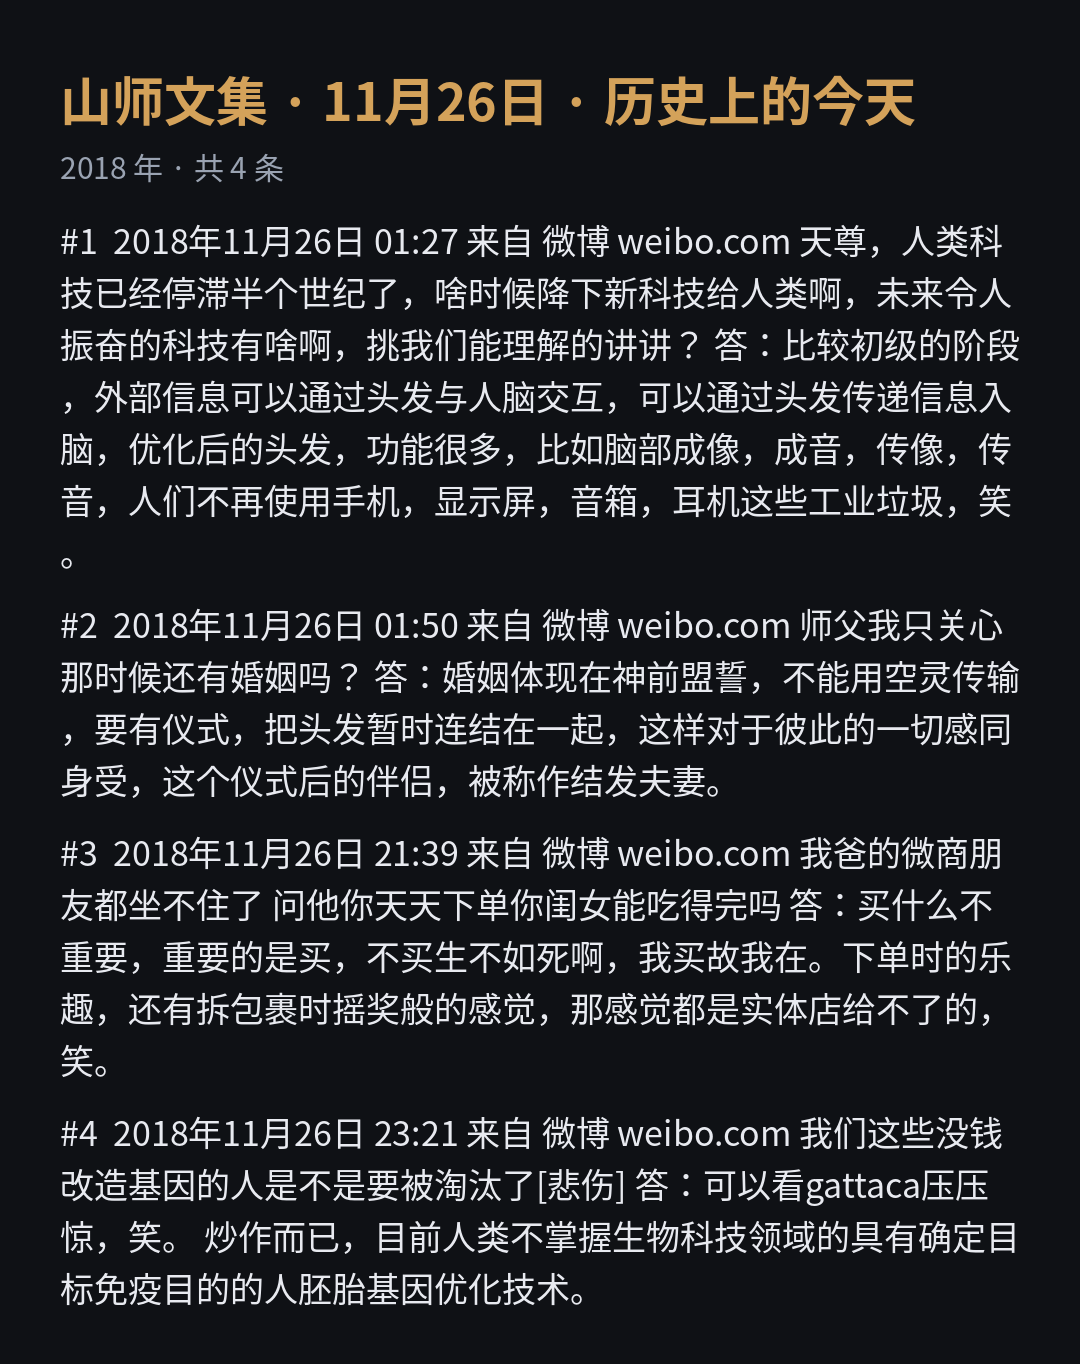 山师文集 · 11月26日 · 历史上的今天
2018 年 · 共 4 条
#1 2018年11月26日 01:27 来自 微博 weibo.com 天尊，人类科
技已经停滞半个世纪了，啥时候降下新科技给人类啊，未来令人
振奋的科技有啥啊，挑我们能理解的讲讲？ 答：比较初级的阶段
，外部信息可以通过头发与人脑交互，可以通过头发传递信息入
脑，优化后的头发，功能很多，比如脑部成像，成音，传像，传
音，人们不再使用手机，显示屏，音箱，耳机这些工业垃圾，笑
。
#2 2018年11月26日 01:50 来自 微博 weibo.com 师父我只关心
那时候还有婚姻吗？ 答：婚姻体现在神前盟誓，不能用空灵传输
，要有仪式，把头发暂时连结在一起，这样对于彼此的一切感同
身受，这个仪式后的伴侣，被称作结发夫妻。
#3 2018年11月26日 21:39 来自 微博 weibo.com 我爸的微商朋
友都坐不住了 问他你天天下单你闺女能吃得完吗 答：买什么不
重要，重要的是买，不买生不如死啊，我买故我在。下单时的乐
趣，还有拆包裹时摇奖般的感觉，那感觉都是实体店给不了的，
笑。
#4 2018年11月26日 23:21 来自 微博 weibo.com 我们这些没钱
改造基因的人是不是要被淘汰了[悲伤] 答：可以看gattaca压压
惊，笑。 炒作而已，目前人类不掌握生物科技领域的具有确定目
标免疫目的的人胚胎基因优化技术。